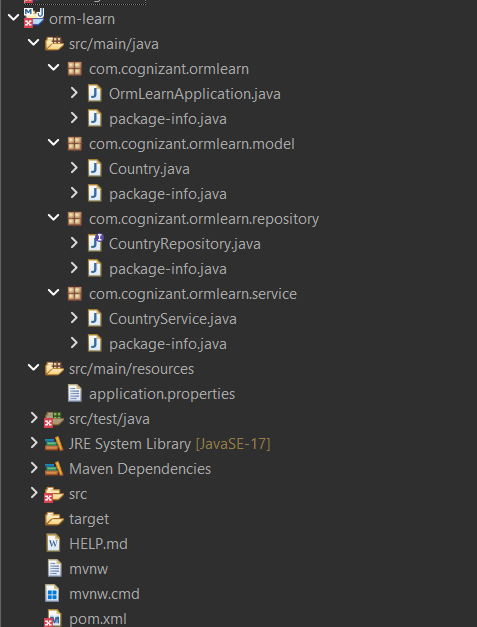 orm-learn
src/main/java
com.cognizant.ormlearn
OrmLearnApplication.java
package-info.java
com.cognizant.ormlearn.model
Country.java
package-info.java
com.cognizant.ormlearn.repository
CountryRepository.java
package-info.java
com.cognizant.ormlearn.service
CountryService.java
package-info.java
src/main/resources
application.properties
src/test/java
JRE System Library [JavaSE-17]
Maven Dependencies
src
target
HELP.md
mvnw
mvnw.cmd
pom.xml